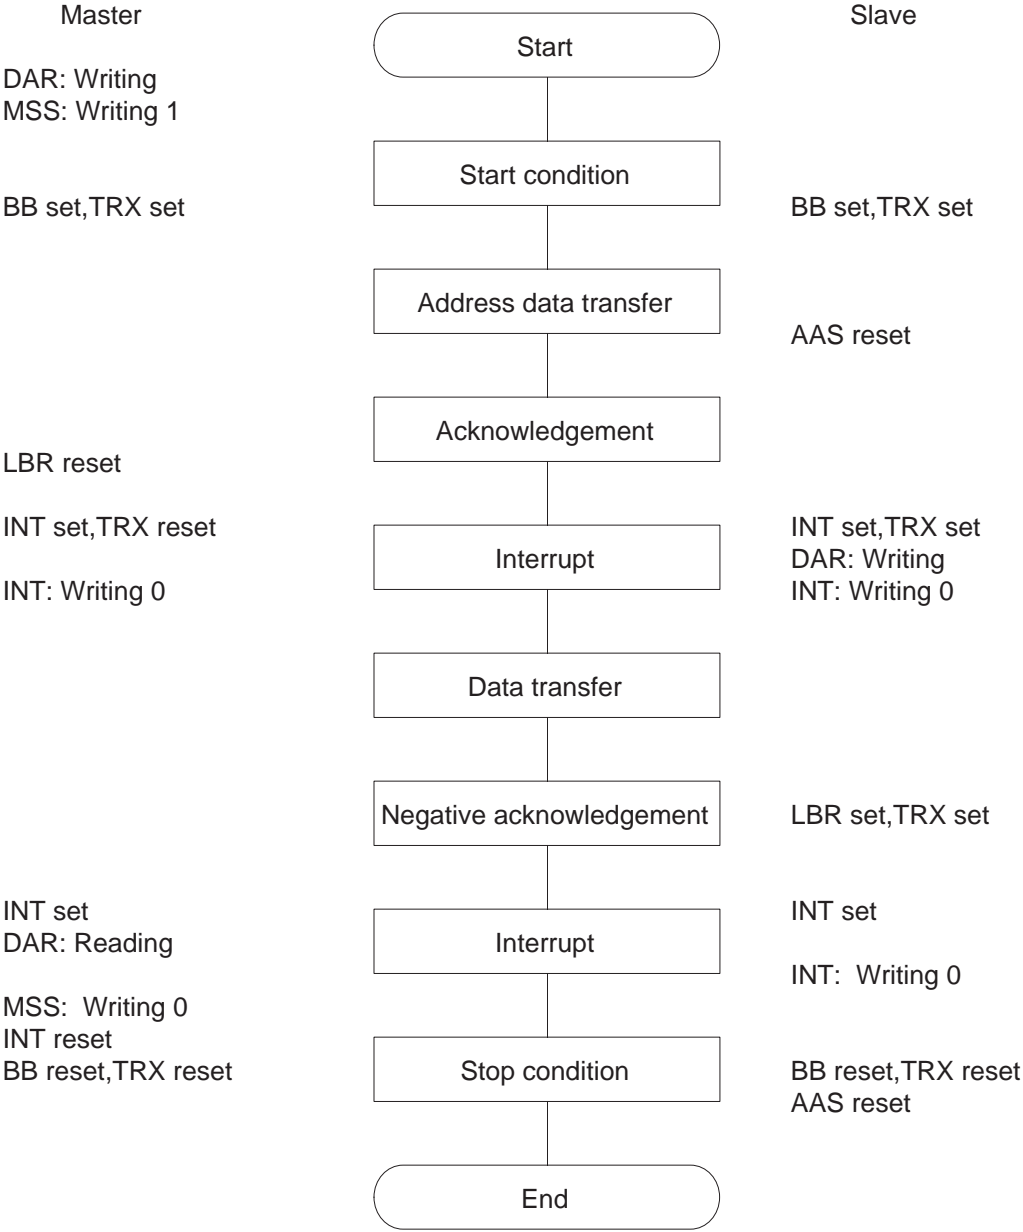 Master
Slave
Start
DAR: Writing
MSS: Writing 1
Start condition
BB set,TRX set
BB set,TRX set
Address data transfer
AAS reset
Acknowledgement
LBR reset
INT set,TRX reset
INT set,TRX set
Interrupt
DAR: Writing
INT: Writing 0
INT: Writing 0
Data transfer
Negative acknowledgement
LBR set,TRX set
INT set
INT set
DAR: Reading
Interrupt
INT: Writing 0
MSS: Writing 0
INT reset
BB reset,TRX reset
Stop condition
BB reset,TRX reset
AAS reset
End